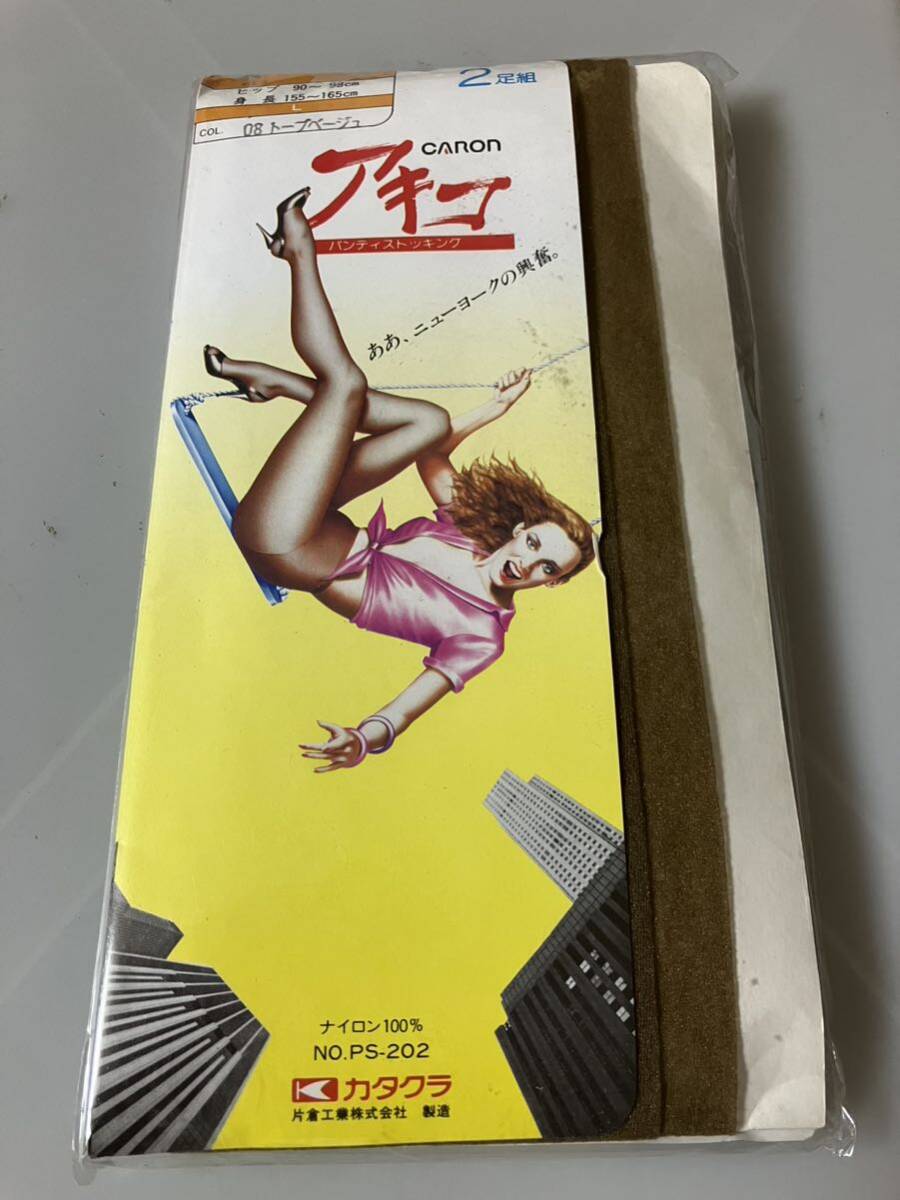 ヒップ 90～98cm
身長 155～165cm
L
COL. 08 トープベージュ
2足組
CARON
アキコ
パンティストッキング
ああ、ニューヨークの興奮。
ナイロン100%
NO.PS-202
カタクラ
片倉工業株式会社 製造